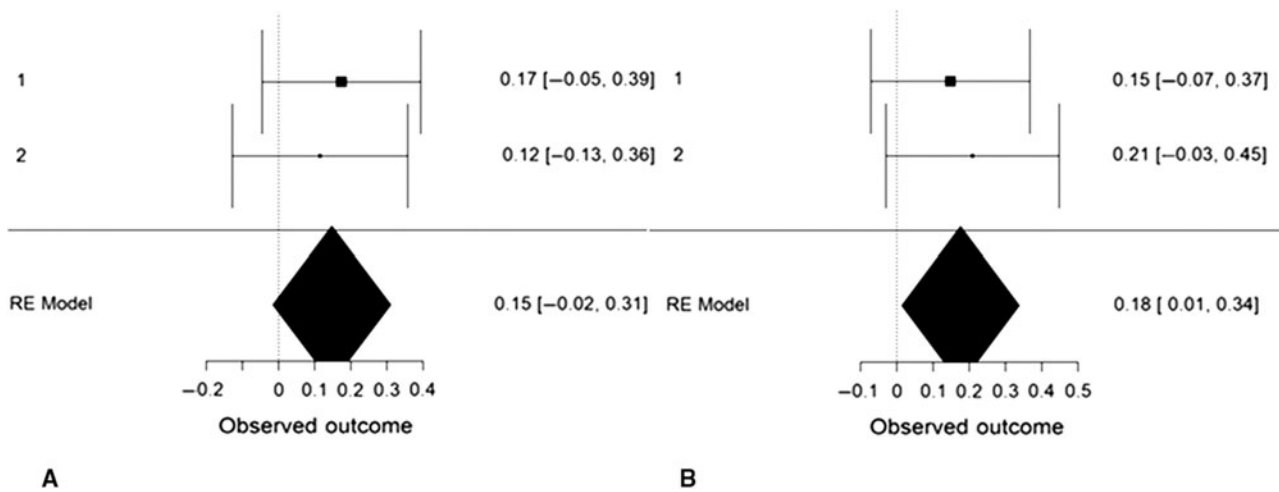 1 0.17 [−0.05, 0.39]
2 0.12 [−0.13, 0.36]
RE Model 0.15 [−0.02, 0.31]
−0.2 0 0.1 0.2 0.3 0.4
Observed outcome
A
1 0.15 [−0.07, 0.37]
2 0.21 [−0.03, 0.45]
RE Model 0.18 [ 0.01, 0.34]
−0.1 0 0.1 0.2 0.3 0.4 0.5
Observed outcome
B